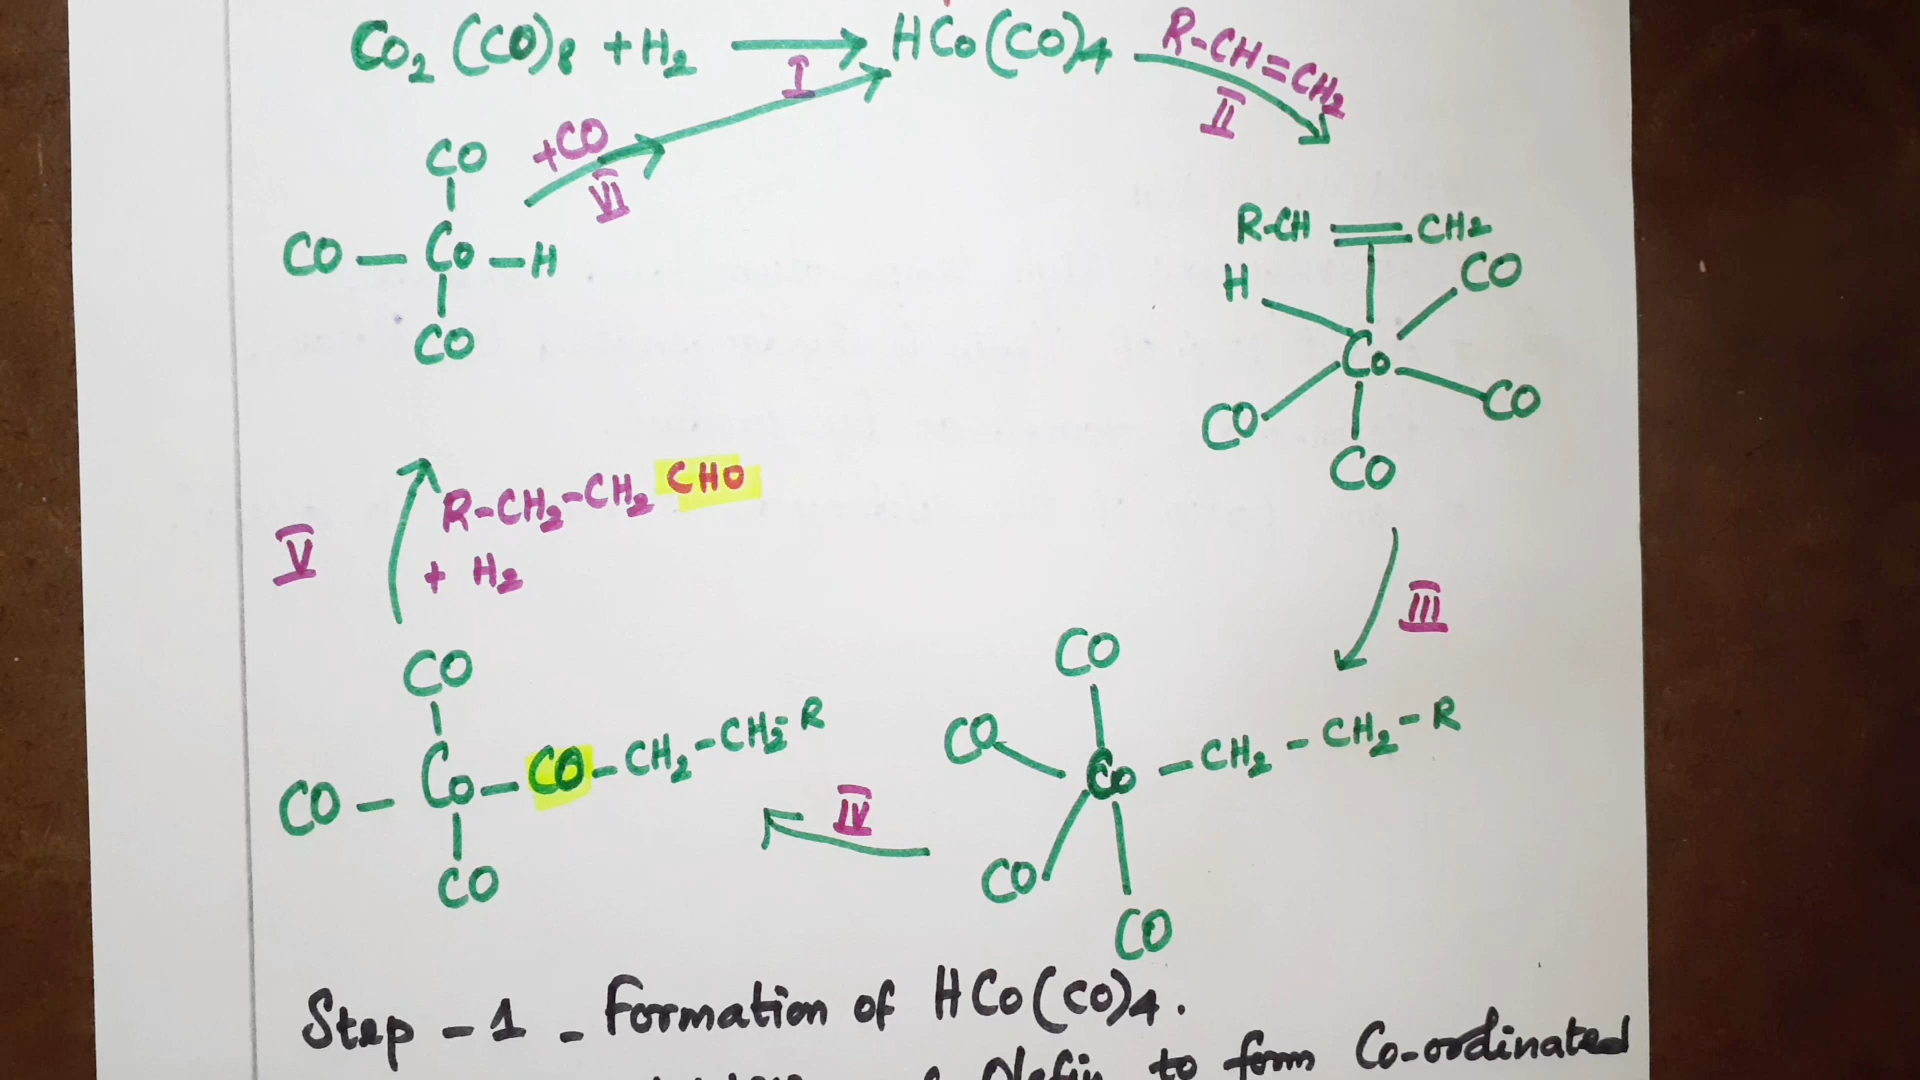 Co₂(CO)₈ + H₂ → HCo(CO)₄ R-CH=CH₂
I
II
+CO
VI
CO
CO — Co — H
CO
R-CH = CH₂
H CO
Co
CO CO
CO
III
V
R-CH₂-CH₂ CHO
+ H₂
CO
CO — Co — CO - CH₂ - CH₂ - R
CO
IV
CO
CO
Co — CH₂ - CH₂ - R
CO
CO
Step - 1 - Formation of HCo(CO)₄.
Olefin to form Co-ordinated